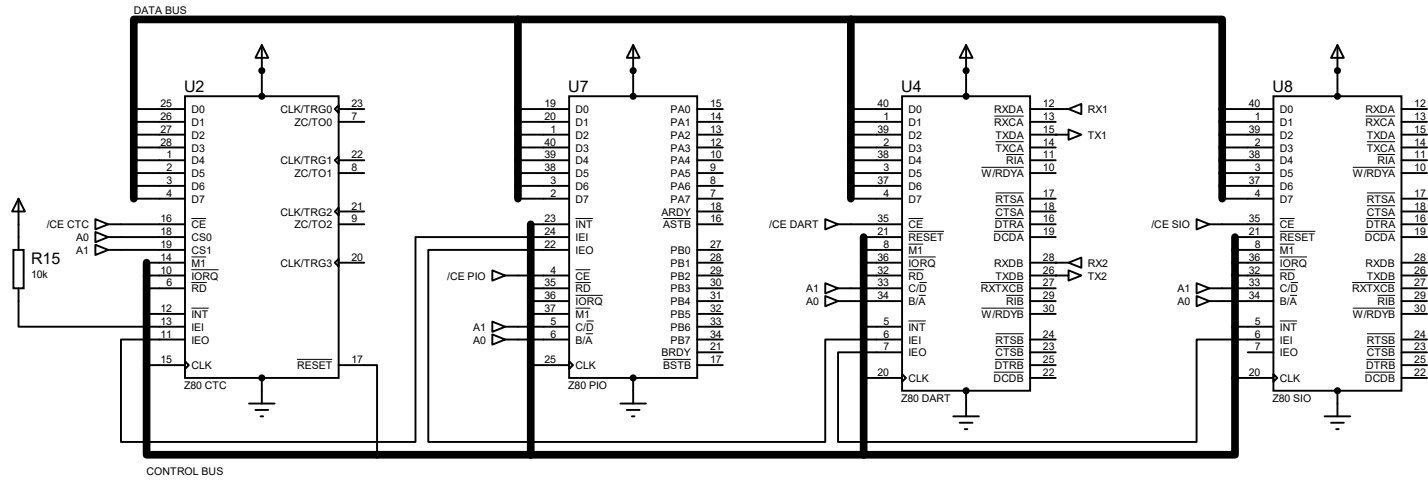 DATA BUS
R15
10k
U2
25 D0
26 D1
27 D2
28 D3
1 D4
2 D5
3 D6
4 D7
/CE CTC 16 CE
A0 18 CS0
A1 19 CS1
14 M1
10 IORQ
6 RD
12 INT
13 IEI
11 IEO
15 CLK
CLK/TRG0 23
ZC/TO0 7
CLK/TRG1 22
ZC/TO1 8
CLK/TRG2 21
ZC/TO2 9
CLK/TRG3 20
RESET 17
Z80 CTC
U7
19 D0
20 D1
1 D2
40 D3
39 D4
38 D5
3 D6
2 D7
23 INT
24 IEI
22 IEO
/CE PIO 4 CE
35 RD
36 IORQ
37 M1
A1 5 C/D
A0 6 B/A
25 CLK
PA0 15
PA1 14
PA2 13
PA3 12
PA4 10
PA5 9
PA6 8
PA7 7
ARDY 18
ASTB 16
PB0 27
PB1 28
PB2 29
PB3 30
PB4 31
PB5 32
PB6 33
PB7 34
BRDY 21
BSTB 17
Z80 PIO
U4
40 D0
1 D1
39 D2
2 D3
38 D4
3 D5
37 D6
4 D7
/CE DART 35 CE
21 RESET
8 M1
36 IORQ
32 RD
A1 33 C/D
A0 34 B/A
5 INT
6 IEI
7 IEO
20 CLK
RXDA 12 RX1
RXCA 13
TXDA 15 TX1
TXCA 14
RIA 11
W/RDYA 10
RTSA 17
CTSA 18
DTRA 16
DCDA 19
RXDB 28 RX2
TXDB 26 TX2
RXTXCB 27
RIB 29
W/RDYB 30
RTSB 24
CTSB 23
DTRB 25
DCDB 22
Z80 DART
U8
40 D0
1 D1
39 D2
2 D3
38 D4
3 D5
37 D6
4 D7
/CE SIO 35 CE
21 RESET
8 M1
36 IORQ
32 RD
A1 33 C/D
A0 34 B/A
5 INT
6 IEI
7 IEO
20 CLK
RXDA 12
RXCA 13
TXDA 15
TXCA 14
RIA 11
W/RDYA 10
RTSA 17
CTSA 18
DTRA 16
DCDA 19
RXDB 28
TXDB 26
RXTXCB 27
RIB 29
W/RDYB 30
RTSB 24
CTSB 23
DTRB 25
DCDB 22
Z80 SIO
CONTROL BUS